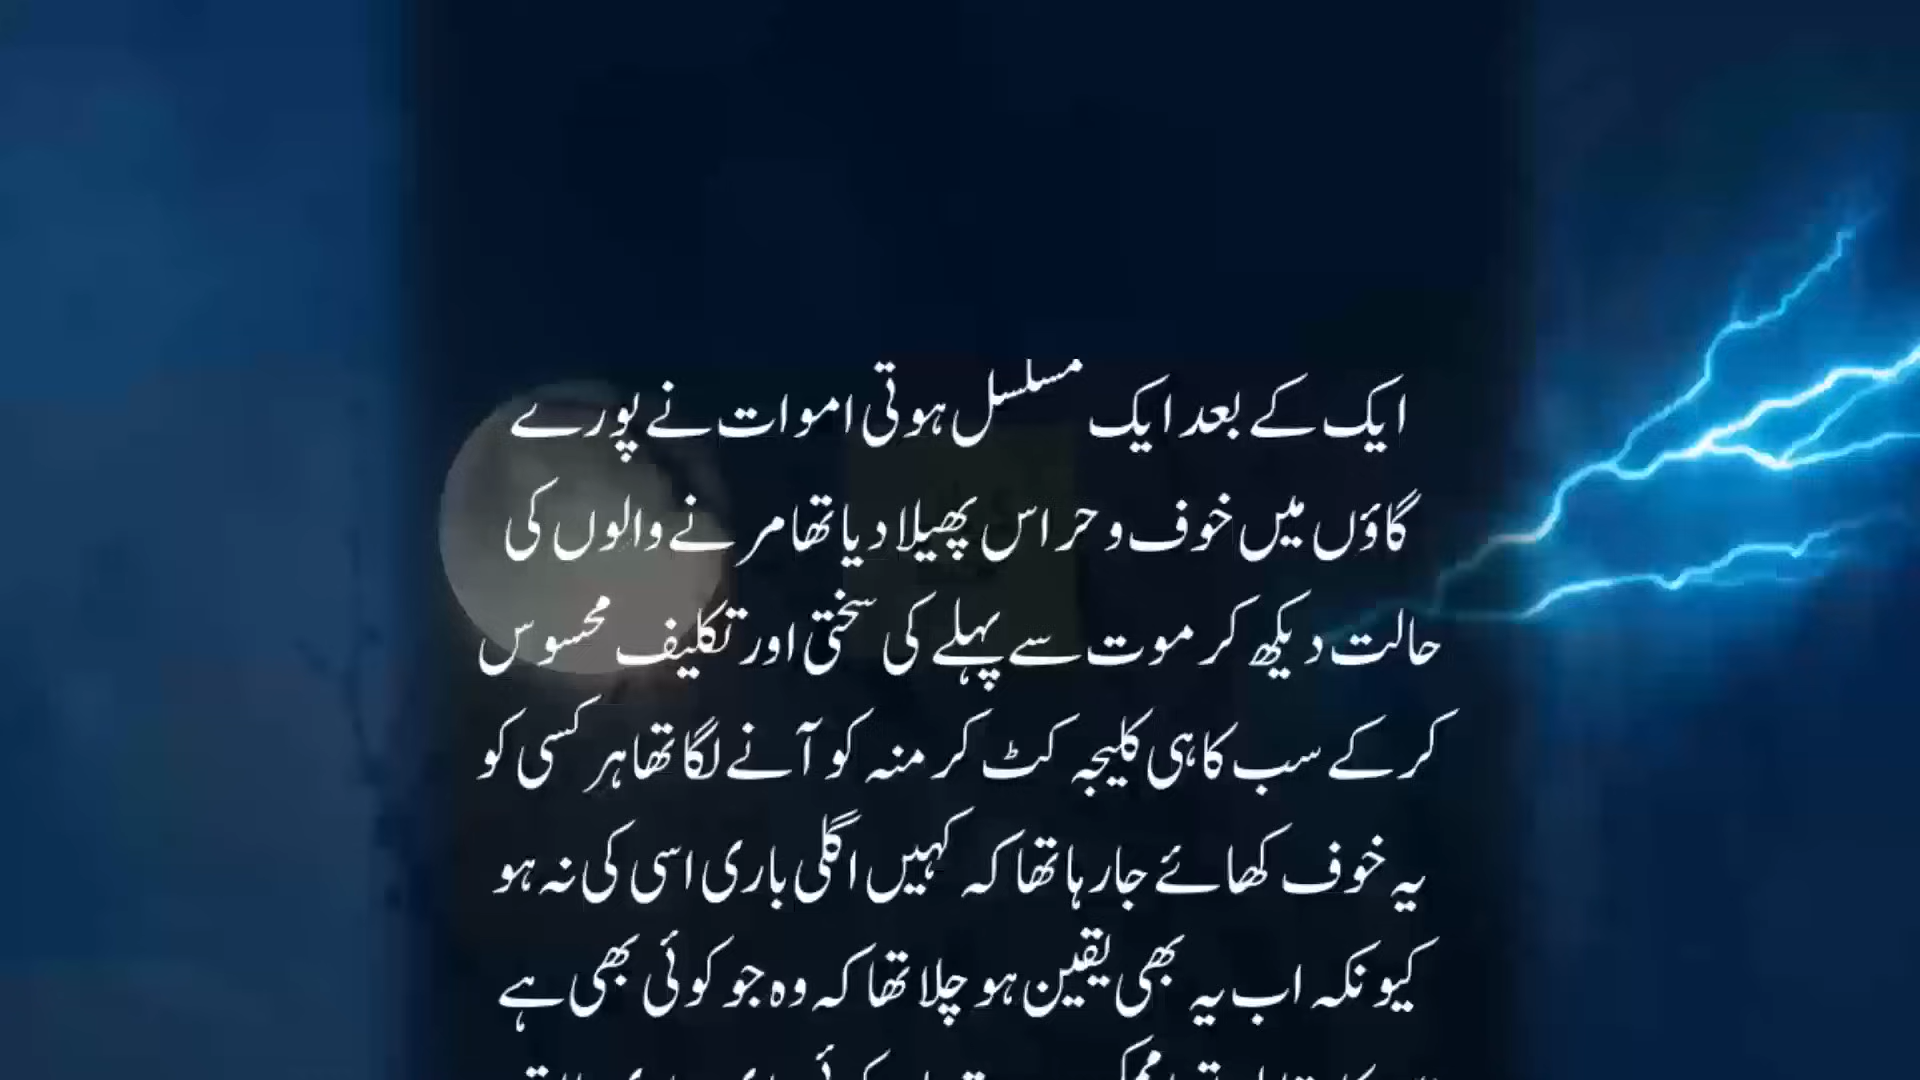 ایک کے بعد ایک مسلسل ہوتی اموات نے پورے
گاؤں میں خوف و حراس پھیلا دیا تھا مرنے والوں کی
حالت دیکھ کر موت سے پہلے کی سختی اور تکلیف محسوس
کر کے سب کا ہی کلیجہ کٹ کر منہ کو آنے لگا تھا ہر کسی کو
یہ خوف کھائے جا رہا تھا کہ کہیں اگلی باری اسی کی نہ ہو
کیونکہ اب یہ بھی یقین ہو چلا تھا کہ وہ جو کوئی بھی ہے